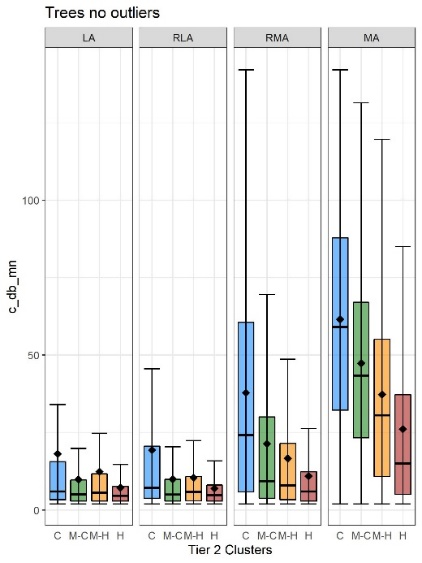 Trees no outliers
LA RLA RMA MA
c_db_mn
100
50
0
C M-C M-H H C M-C M-H H C M-C M-H H C M-C M-H H
Tier 2 Clusters